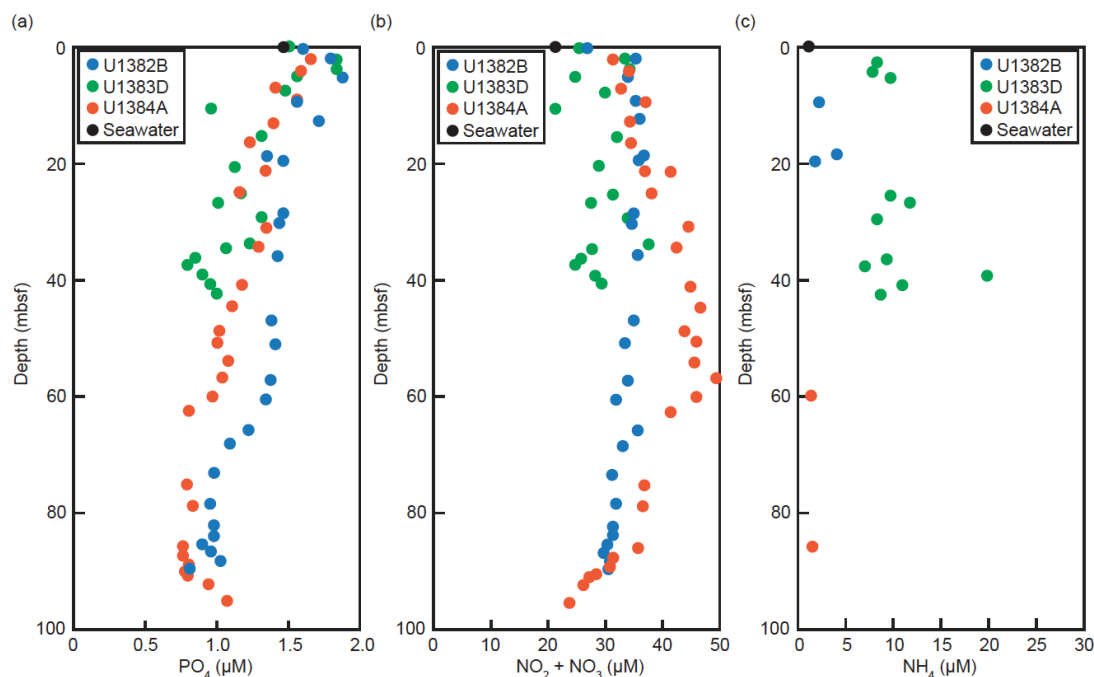 (a)
0
20
40
60
80
100
Depth (mbsf)
U1382B
U1383D
U1384A
Seawater
0 0.5 1.0 1.5 2.0
PO4 (µM)
(b)
0
20
40
60
80
100
Depth (mbsf)
U1382B
U1383D
U1384A
Seawater
0 10 20 30 40 50
NO2 + NO3 (µM)
(c)
0
20
40
60
80
100
Depth (mbsf)
U1382B
U1383D
U1384A
Seawater
0 5 10 15 20 25 30
NH4 (µM)